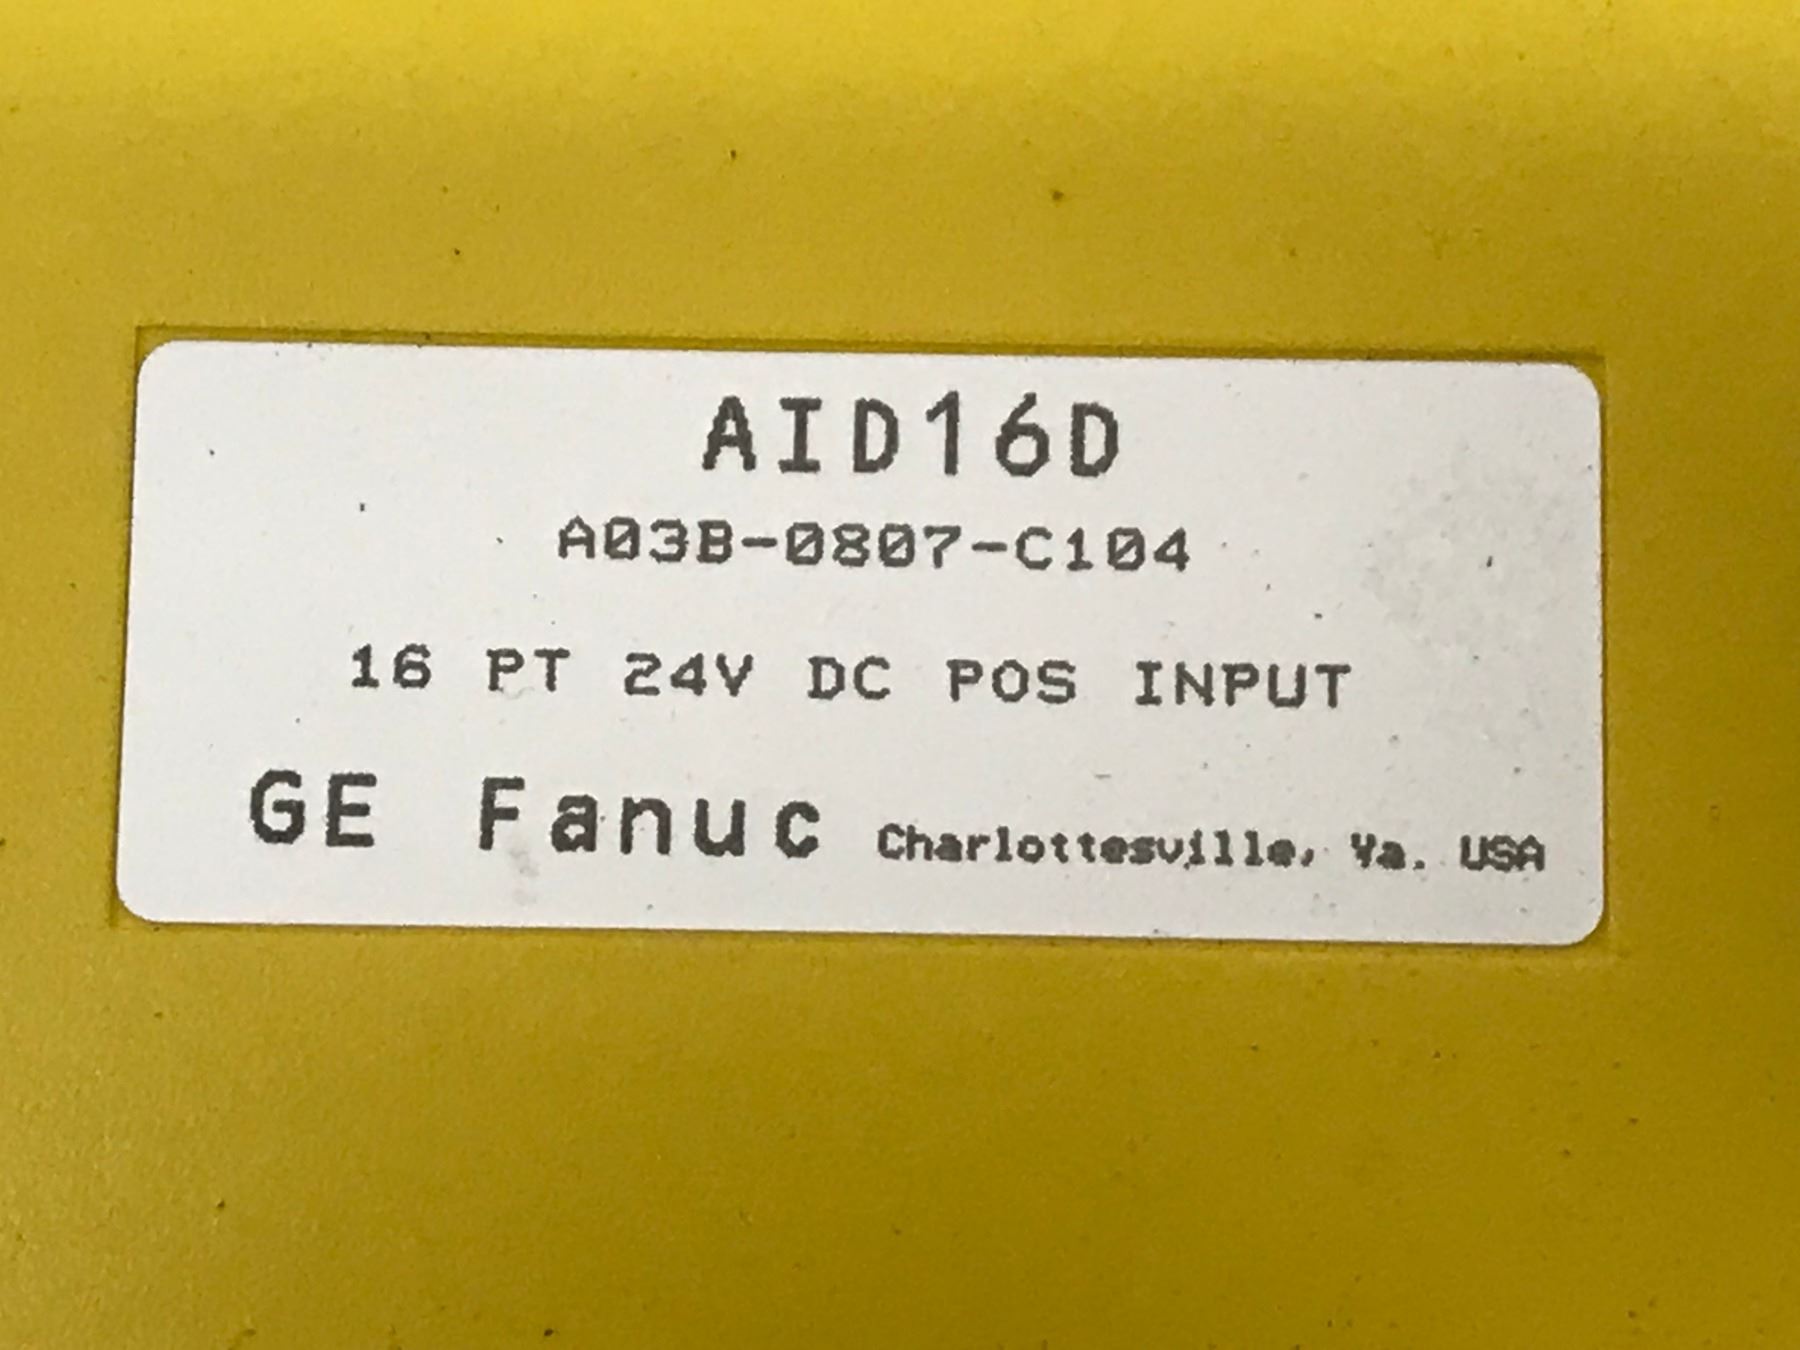 AID16D
A03B-0807-C104
16 PT 24V DC POS INPUT
GE Fanuc Charlottesville, Va. USA